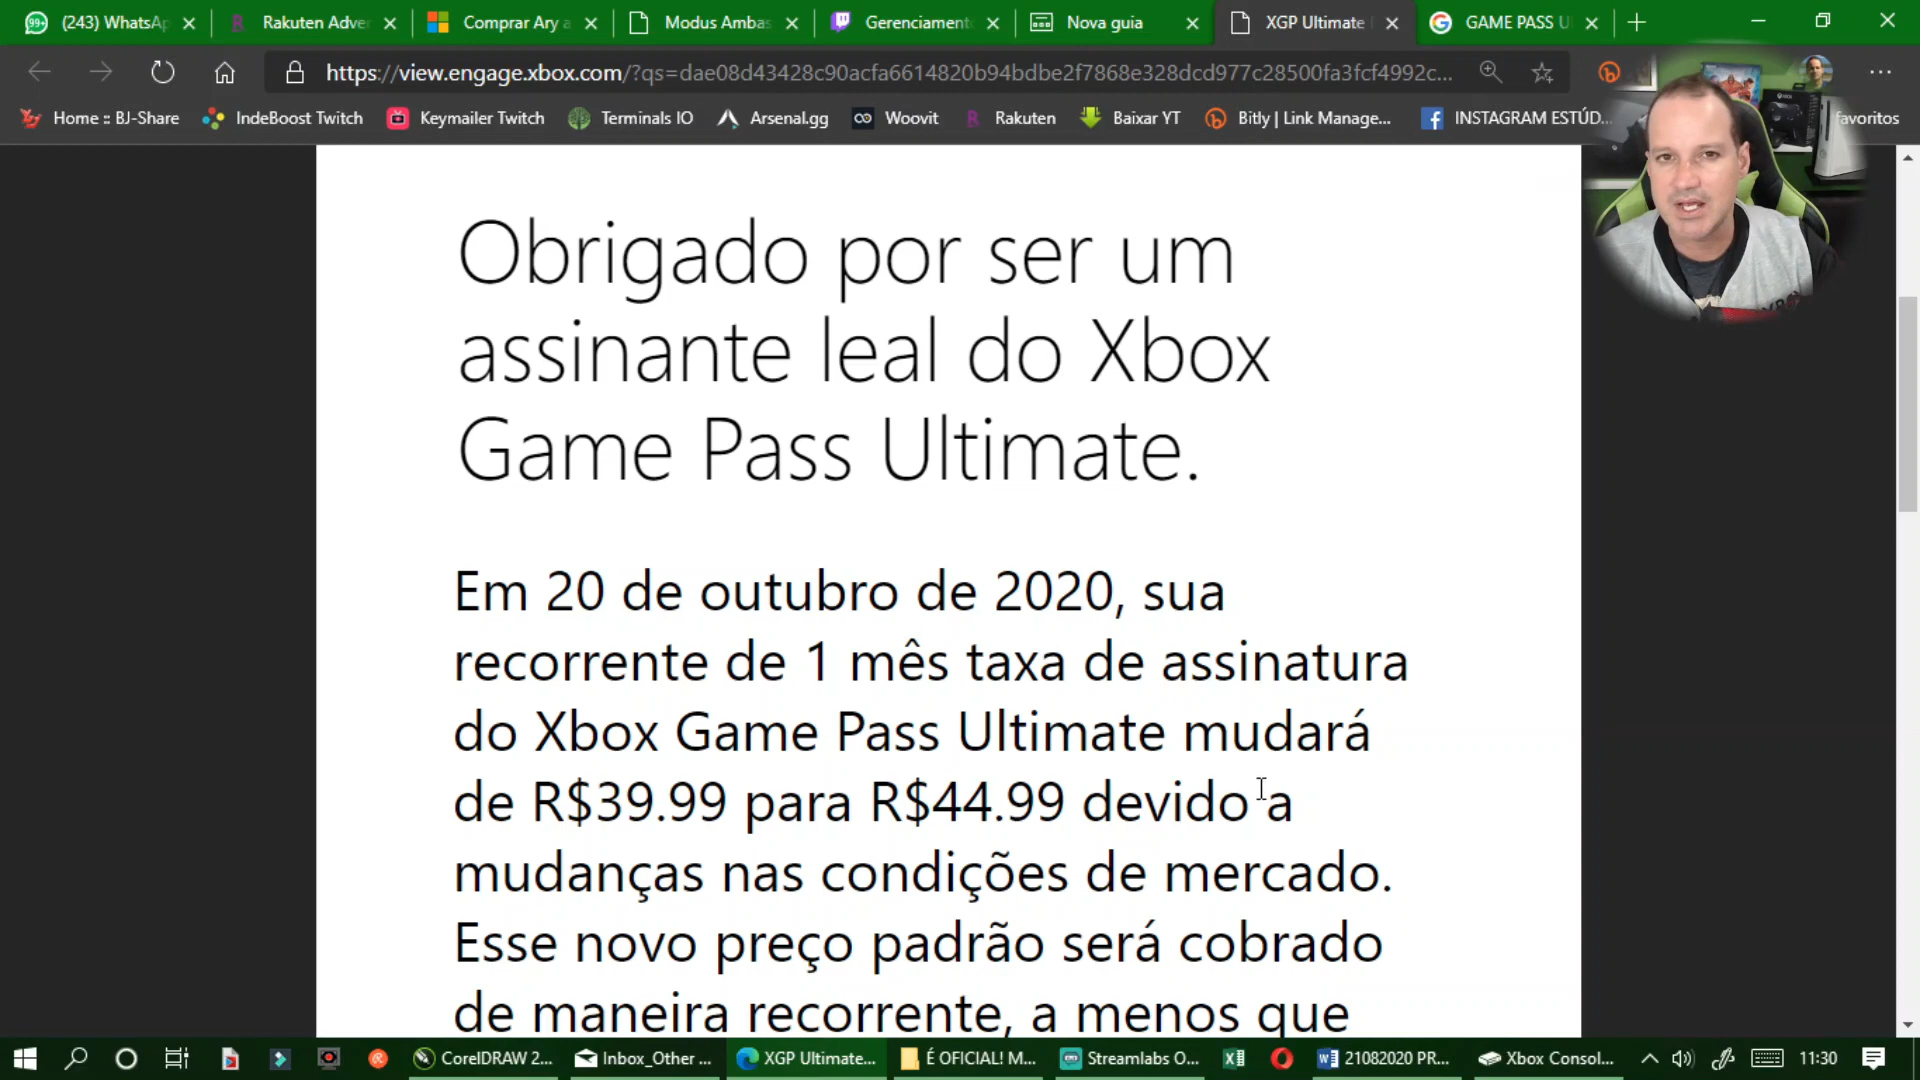 (243) WhatsAp
Rakuten Adve
Comprar Ary a
Modus Ambas
Gerenciament
Nova guia
XGP Ultimate
GAME PASS U
https://view.engage.xbox.com/?qs=dae08d43428c90acfa6614820b94bdbe2f7868e328dcd977c28500fa3fcf4992c...
Home :: BJ-Share
IndeBoost Twitch
Keymailer Twitch
Terminals IO
Arsenal.gg
Woovit
Rakuten
Baixar YT
Bitly | Link Manage...
INSTAGRAM ESTÚD...
favoritos
Obrigado por ser um
assinante leal do Xbox
Game Pass Ultimate.
Em 20 de outubro de 2020, sua
recorrente de 1 mês taxa de assinatura
do Xbox Game Pass Ultimate mudará
de R$39.99 para R$44.99 devido a
mudanças nas condições de mercado.
Esse novo preço padrão será cobrado
de maneira recorrente, a menos que
CorelDRAW 2...
Inbox_Other ...
XGP Ultimate...
É OFICIAL! M...
Streamlabs O...
21082020 PR...
Xbox Consol...
11:30